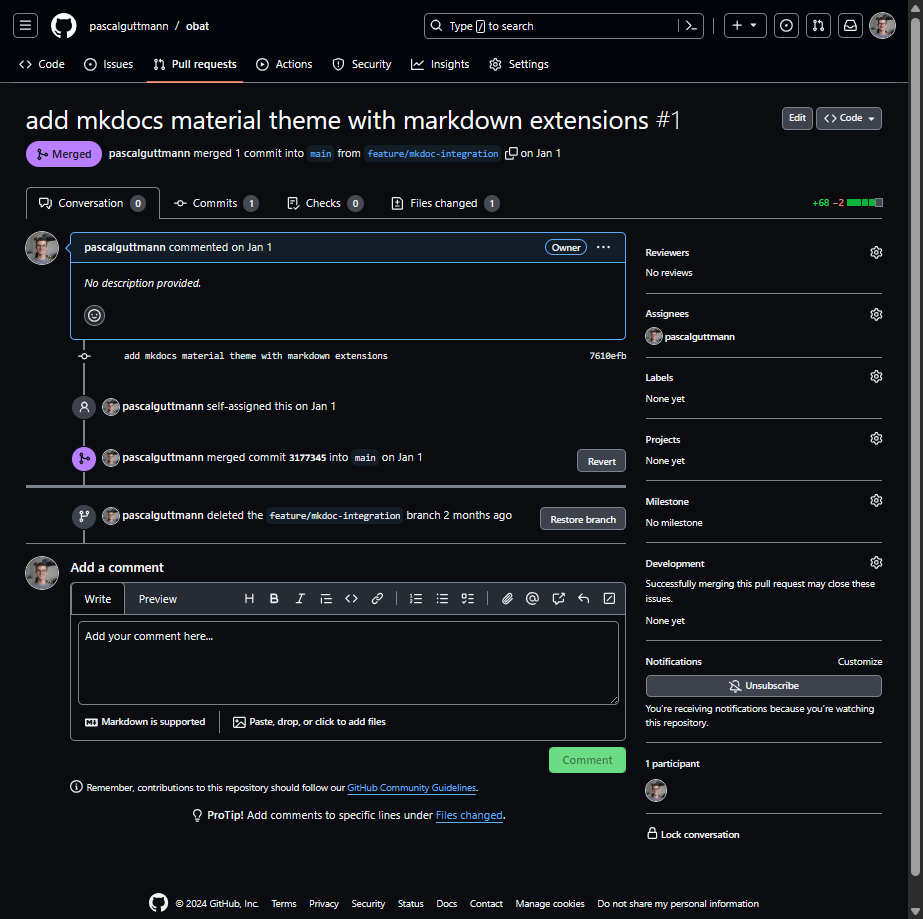 pascalguttmann / obat
Type / to search
Code Issues Pull requests Actions Security Insights Settings
add mkdocs material theme with markdown extensions #1
Edit
Code
Merged
pascalguttmann merged 1 commit into main from feature/mkdoc-integration on Jan 1
Conversation 0
Commits 1
Checks 0
Files changed 1
+68 −2
pascalguttmann commented on Jan 1
Owner
No description provided.
add mkdocs material theme with markdown extensions
7610efb
pascalguttmann self-assigned this on Jan 1
pascalguttmann merged commit 3177345 into main on Jan 1
Revert
pascalguttmann deleted the feature/mkdoc-integration branch 2 months ago
Restore branch
Add a comment
Write
Preview
Add your comment here...
Markdown is supported
Paste, drop, or click to add files
Comment
Remember, contributions to this repository should follow our GitHub Community Guidelines.
ProTip! Add comments to specific lines under Files changed.
Reviewers
No reviews
Assignees
pascalguttmann
Labels
None yet
Projects
None yet
Milestone
No milestone
Development
Successfully merging this pull request may close these
issues.
None yet
Notifications
Customize
Unsubscribe
You're receiving notifications because you're watching
this repository.
1 participant
Lock conversation
© 2024 GitHub, Inc. Terms Privacy Security Status Docs Contact Manage cookies Do not share my personal information